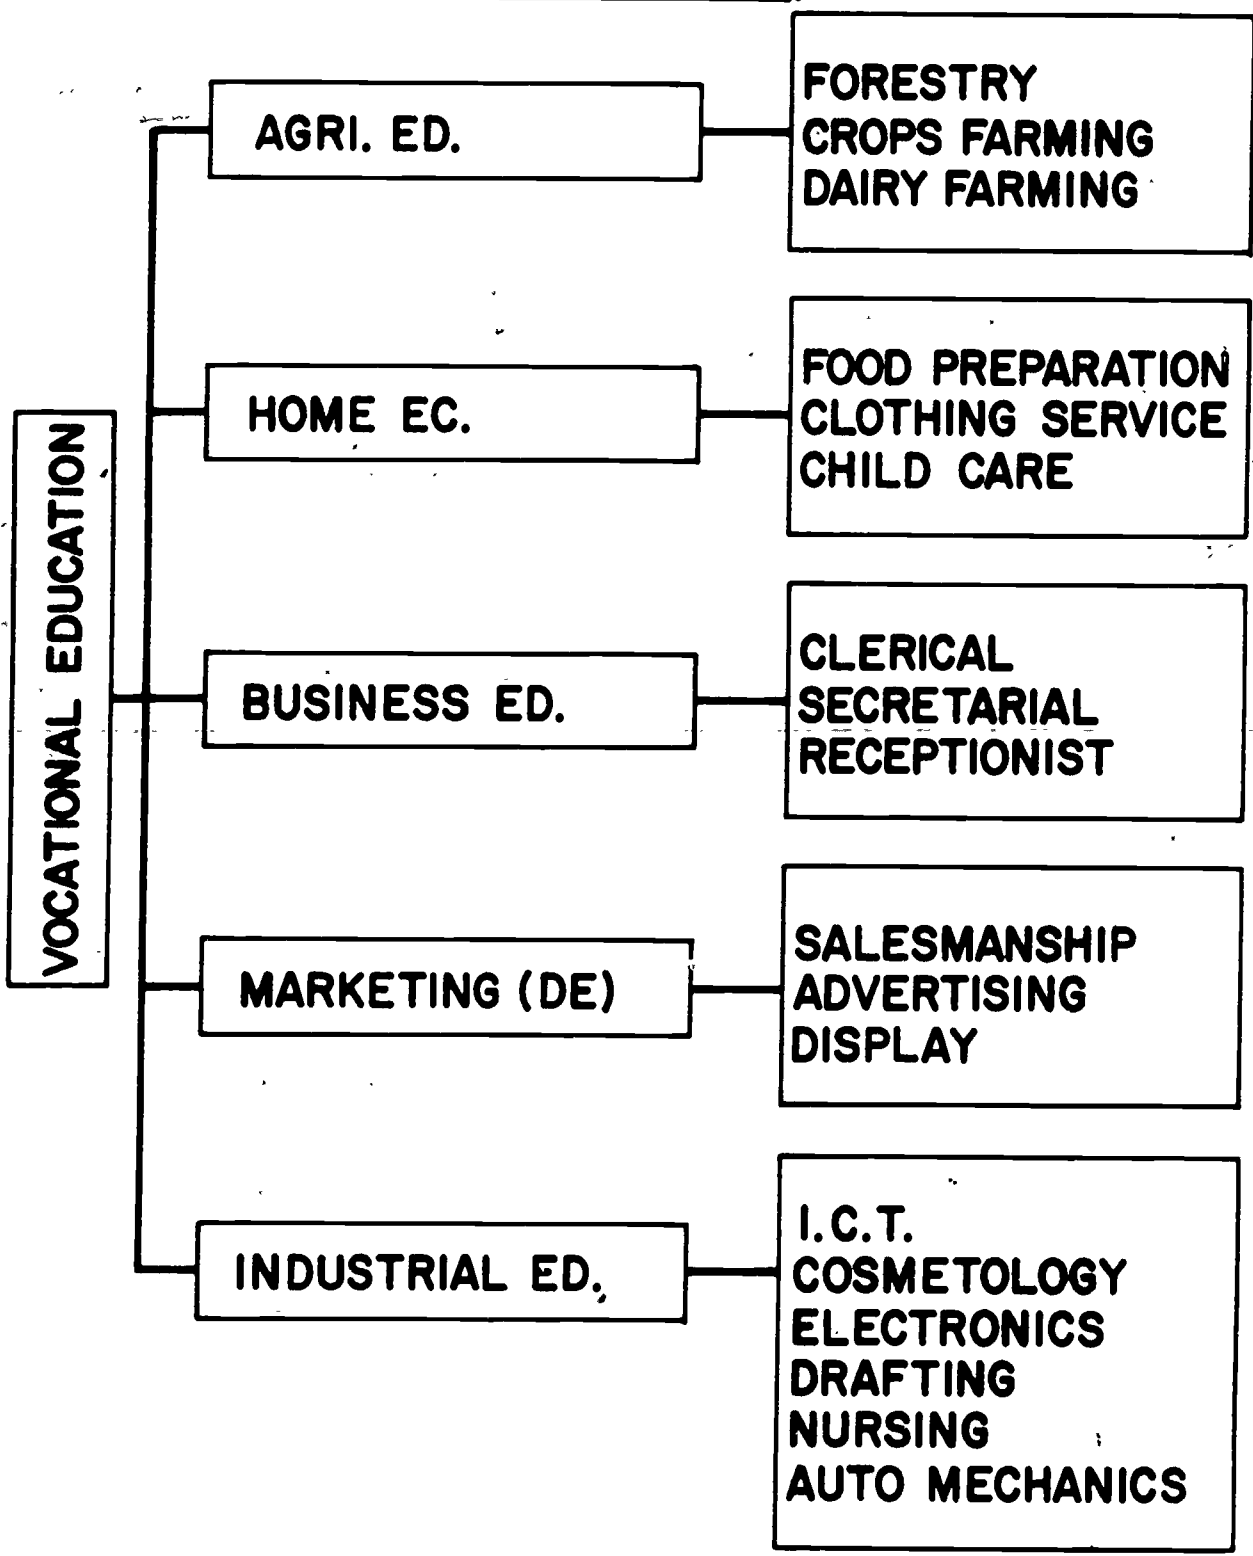 VOCATIONAL EDUCATION
AGRI. ED.
FORESTRY
CROPS FARMING
DAIRY FARMING
HOME EC.
FOOD PREPARATION
CLOTHING SERVICE
CHILD CARE
BUSINESS ED.
CLERICAL
SECRETARIAL
RECEPTIONIST
MARKETING (DE)
SALESMANSHIP
ADVERTISING
DISPLAY
INDUSTRIAL ED.
I.C.T.
COSMETOLOGY
ELECTRONICS
DRAFTING
NURSING
AUTO MECHANICS